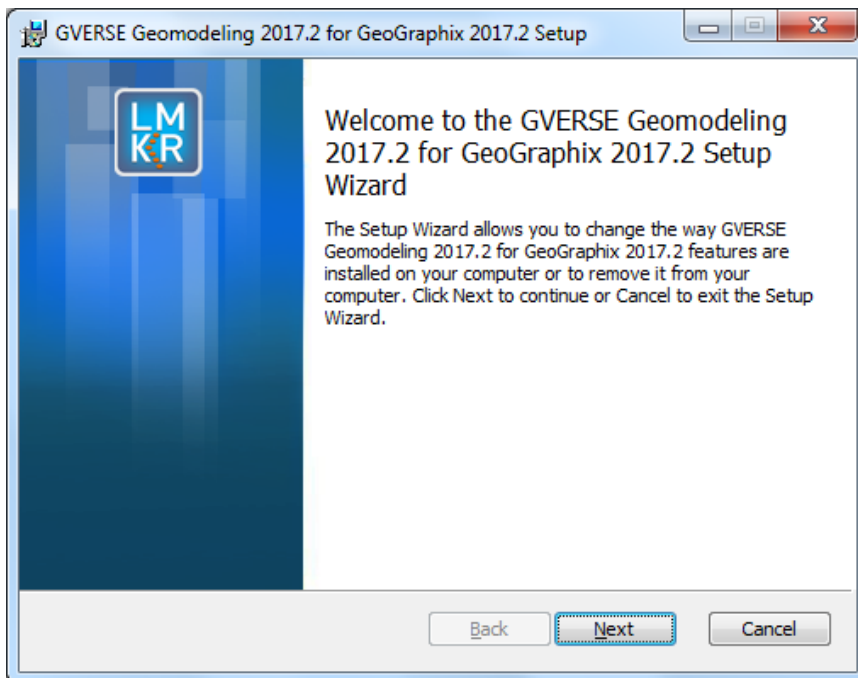 GVERSE Geomodeling 2017.2 for GeoGraphix 2017.2 Setup
LM
KR
Welcome to the GVERSE Geomodeling
2017.2 for GeoGraphix 2017.2 Setup
Wizard
The Setup Wizard allows you to change the way GVERSE
Geomodeling 2017.2 for GeoGraphix 2017.2 features are
installed on your computer or to remove it from your
computer. Click Next to continue or Cancel to exit the Setup
Wizard.
Back Next Cancel